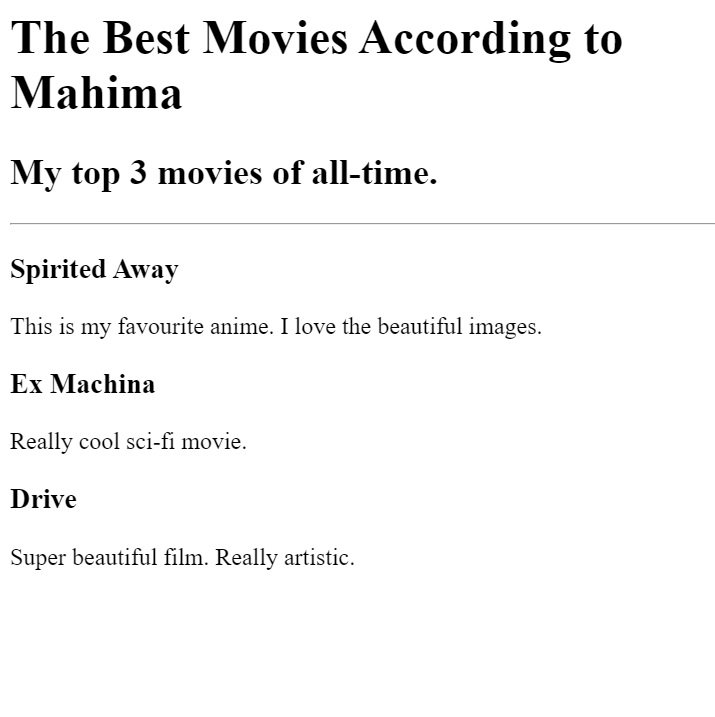 The Best Movies According to
Mahima
My top 3 movies of all-time.
Spirited Away
This is my favourite anime. I love the beautiful images.
Ex Machina
Really cool sci-fi movie.
Drive
Super beautiful film. Really artistic.